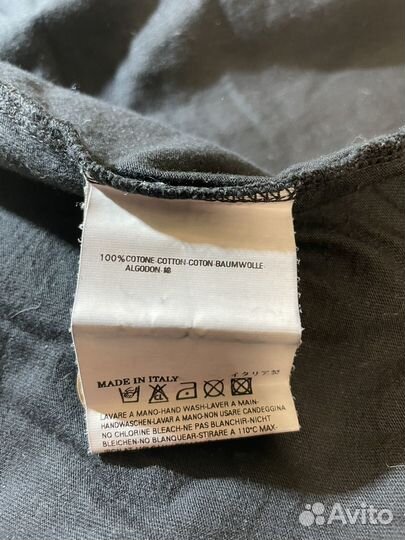 100%COTONE-COTTON-COTON-BAUMWOLLE
ALGODON-綿
MADE IN ITALY イタリア製
LAVARE A MANO-HAND WASH-LAVER A MAIN-
HANDWASCHEN-LAVAR A MANO-NON USARE CANDEGGINA
NO CHLORINE BLEACH-NE PAS BLANCHIR-NICHT
BLEICHEN-NO BLANQUEAR-STIRARE A 110°C MAX-
Avito